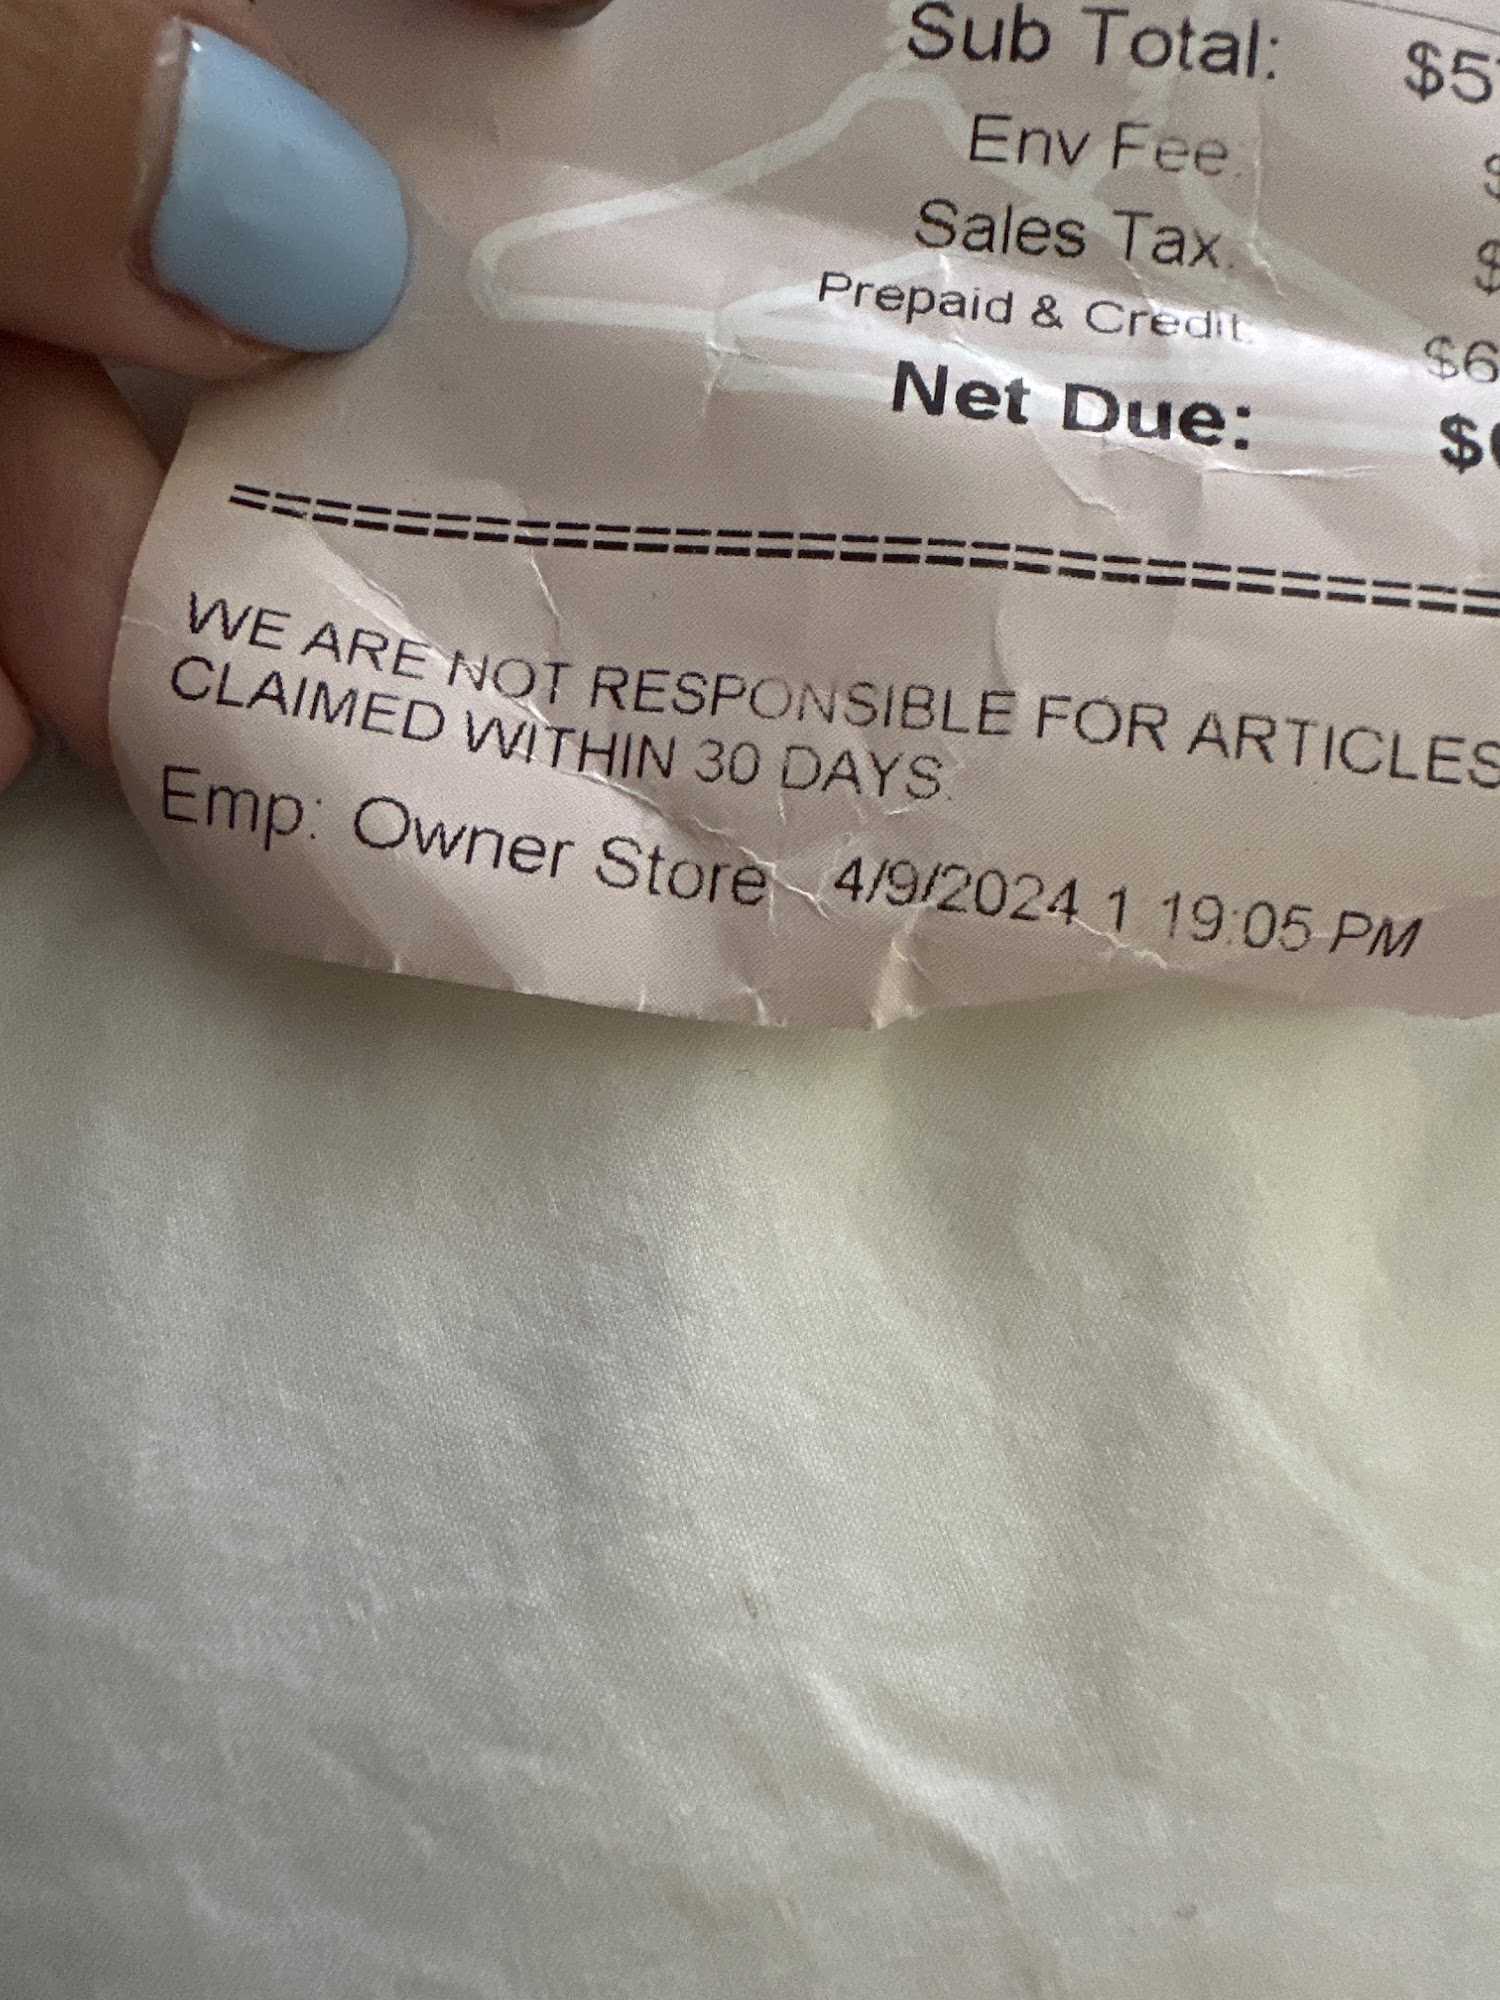 Sub Total: $5
Env Fee: $
Sales Tax: $
Prepaid & Credit: $6
Net Due: $
================================
WE ARE NOT RESPONSIBLE FOR ARTICLES
CLAIMED WITHIN 30 DAYS.
Emp: Owner Store 4/9/2024 1 19:05 PM